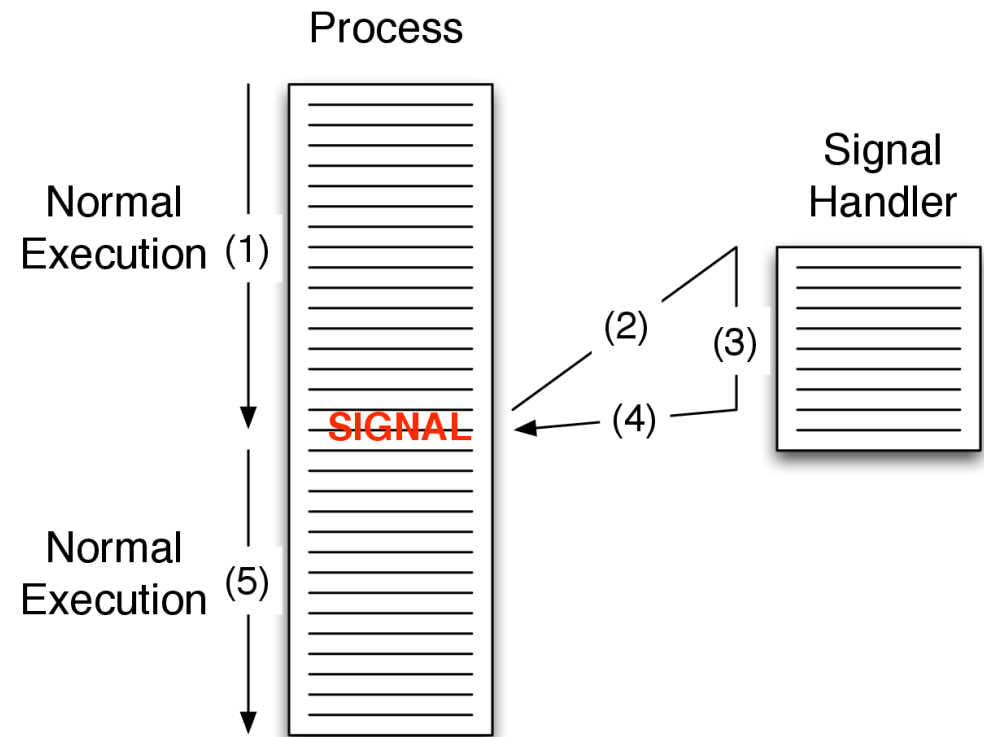 Process
Signal
Handler
Normal
Execution (1)
(2)
(3)
SIGNAL
(4)
Normal
Execution (5)